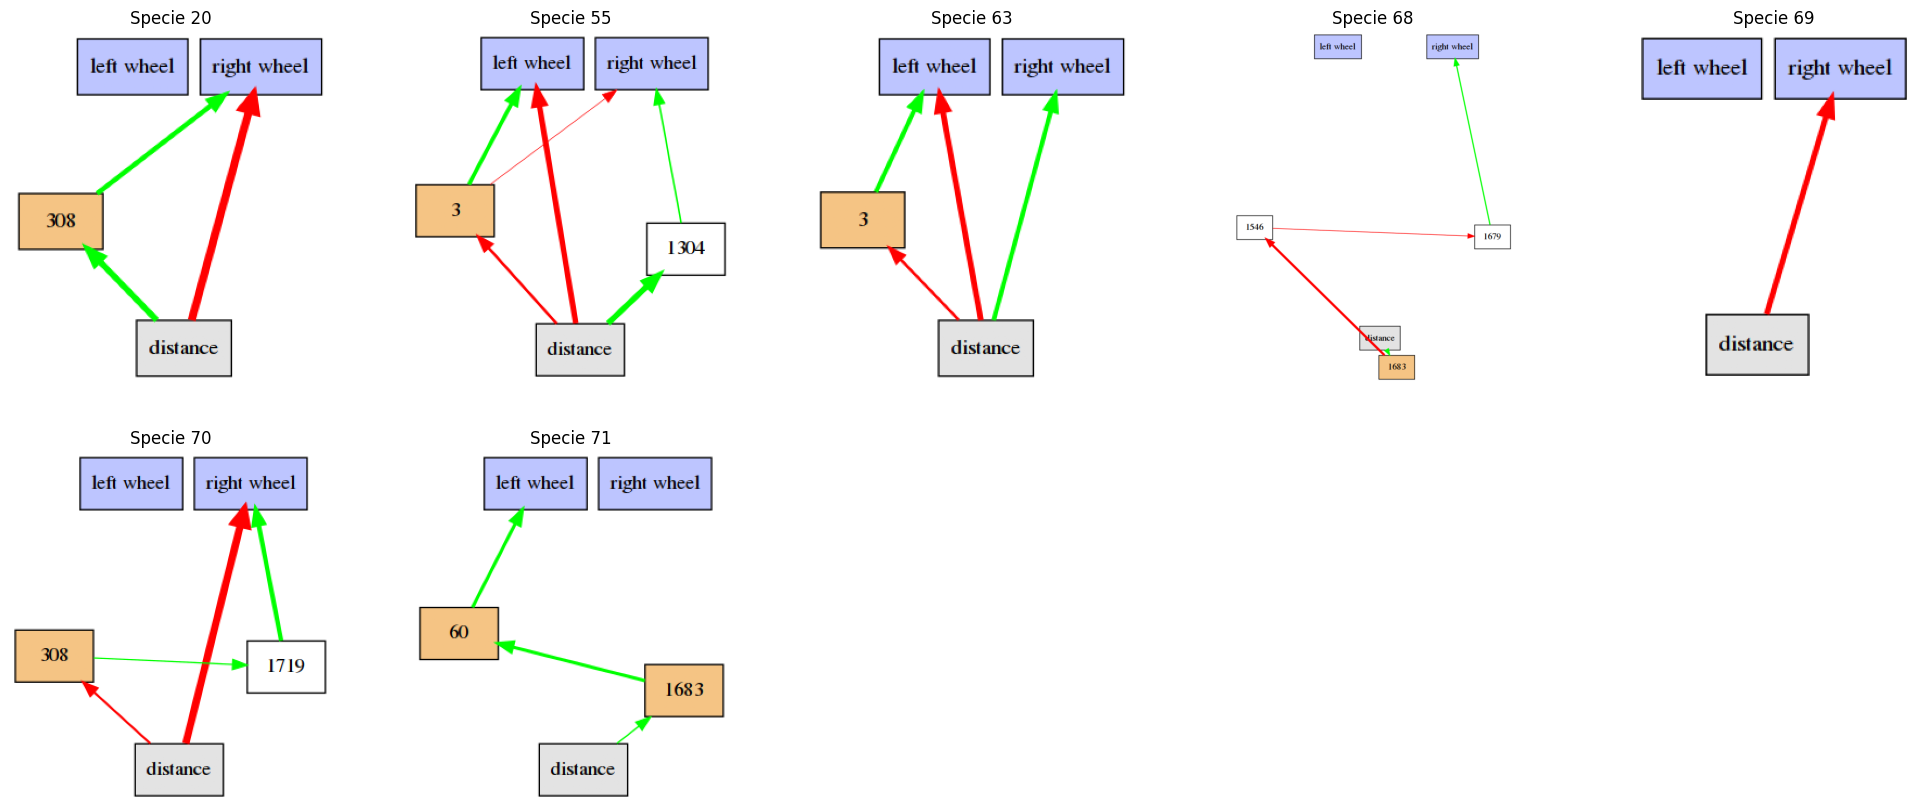 Specie 20
left wheel
right wheel
308
distance
Specie 55
left wheel
right wheel
3
1304
distance
Specie 63
left wheel
right wheel
3
distance
Specie 68
left wheel
right wheel
1546
1679
distance
1683
Specie 69
left wheel
right wheel
distance
Specie 70
left wheel
right wheel
308
1719
distance
Specie 71
left wheel
right wheel
60
1683
distance